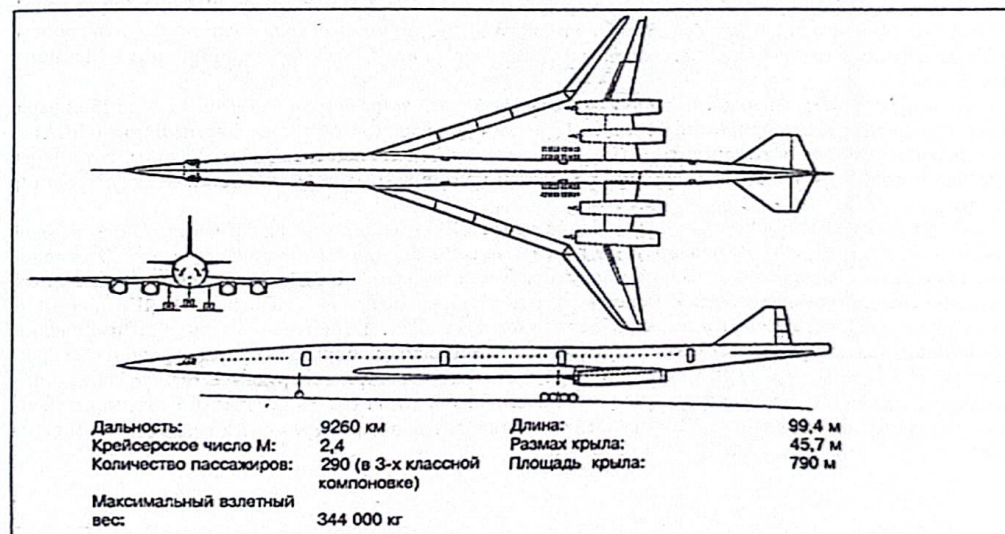 Дальность: 9260 км
Крейсерское число М: 2,4
Количество пассажиров: 290 (в 3-х классной
компоновке)
Максимальный взлетный
вес: 344 000 кг
Длина: 99,4 м
Размах крыла: 45,7 м
Площадь крыла: 790 м